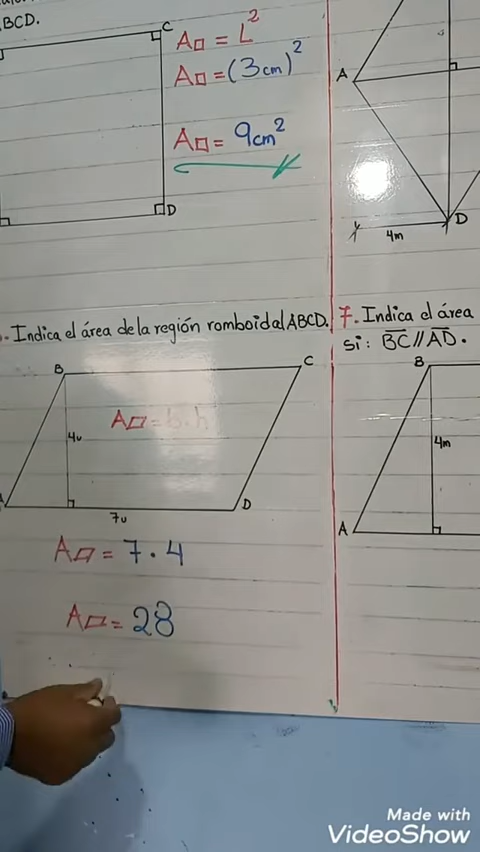 BCD.
C
A▱ = L²
A▱ = (3cm)²
A▱ = 9cm²
D
A
D
4m
.- Indica el área de la región romboidal ABCD.
B
C
4u
A▱ = b.h
D
7u
A▱ = 7.4
A▱ = 28
7.- Indica el área
si: BC // AD.
B
4m
A
Made with
VideoShow